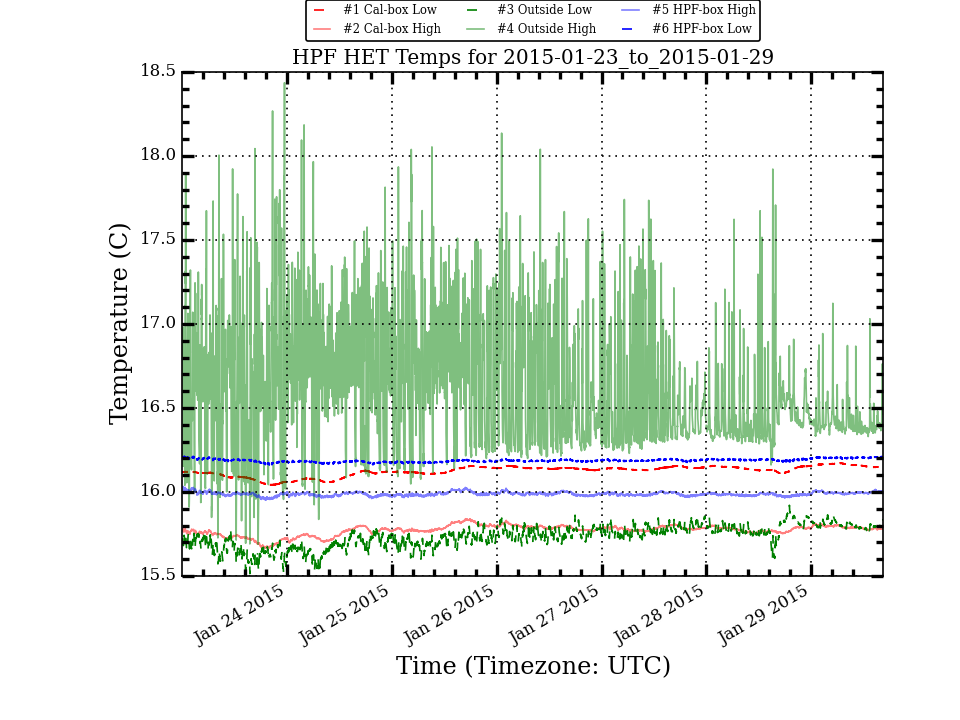 #1 Cal-box Low #3 Outside Low #5 HPF-box High
#2 Cal-box High #4 Outside High #6 HPF-box Low
HPF HET Temps for 2015-01-23_to_2015-01-29
18.5
18.0
17.5
17.0
16.5
16.0
15.5
Temperature (C)
Jan 24 2015 Jan 25 2015 Jan 26 2015 Jan 27 2015 Jan 28 2015 Jan 29 2015
Time (Timezone: UTC)